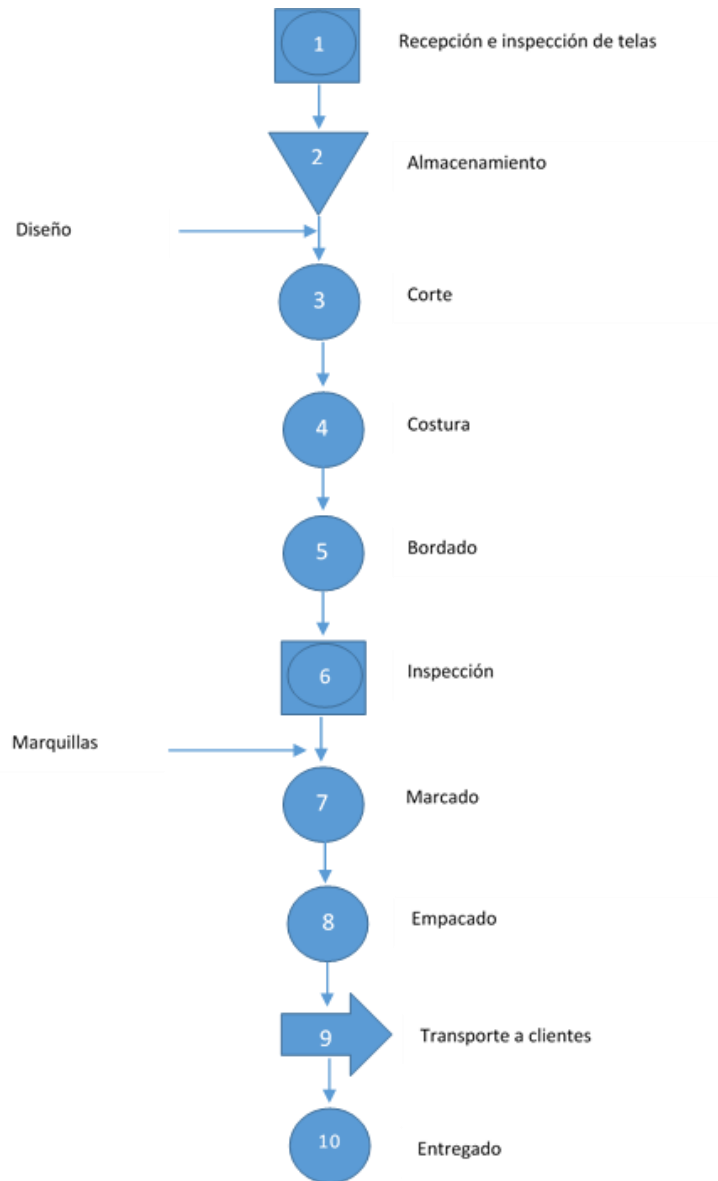 1 Recepción e inspección de telas
2 Almacenamiento
Diseño
3 Corte
4 Costura
5 Bordado
6 Inspección
Marquillas
7 Marcado
8 Empacado
9 Transporte a clientes
10 Entregado